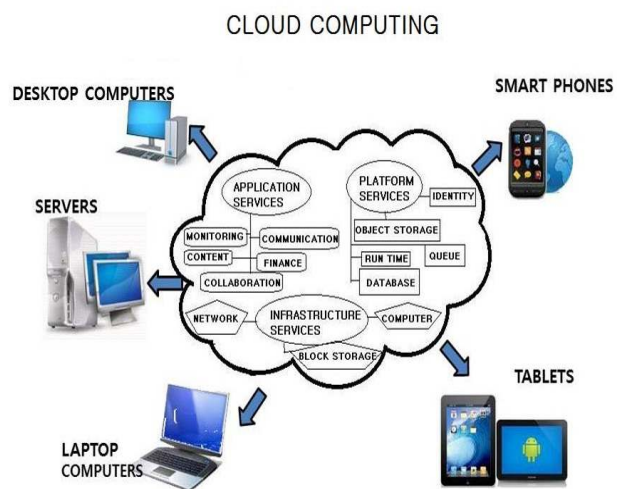 CLOUD COMPUTING
DESKTOP COMPUTERS
SMART PHONES
APPLICATION
SERVICES
PLATFORM
SERVICES
IDENTITY
SERVERS
OBJECT STORAGE
MONITORING
COMMUNICATION
CONTENT
FINANCE
RUN TIME
QUEUE
COLLABORATION
DATABASE
NETWORK
INFRASTRUCTURE
SERVICES
COMPUTER
BLOCK STORAGE
TABLETS
LAPTOP
COMPUTERS